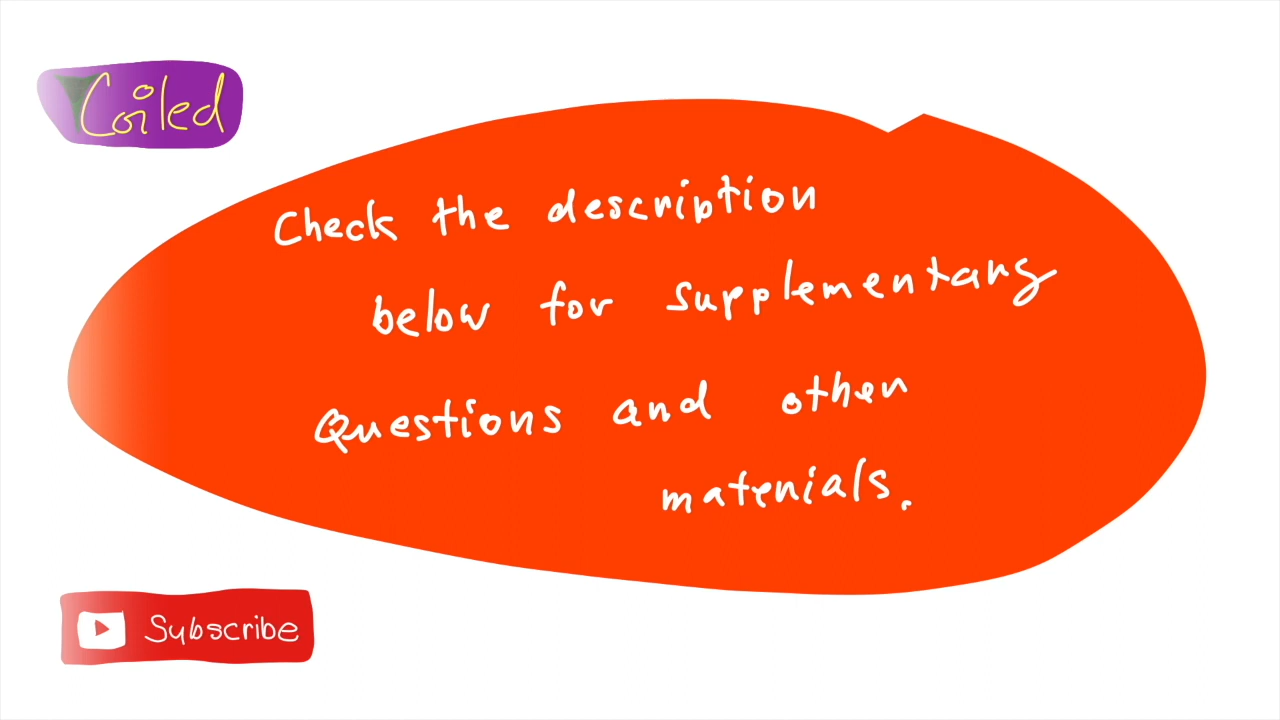 Coiled
Check the description
below for supplementary
Questions and other
materials.
Subscribe